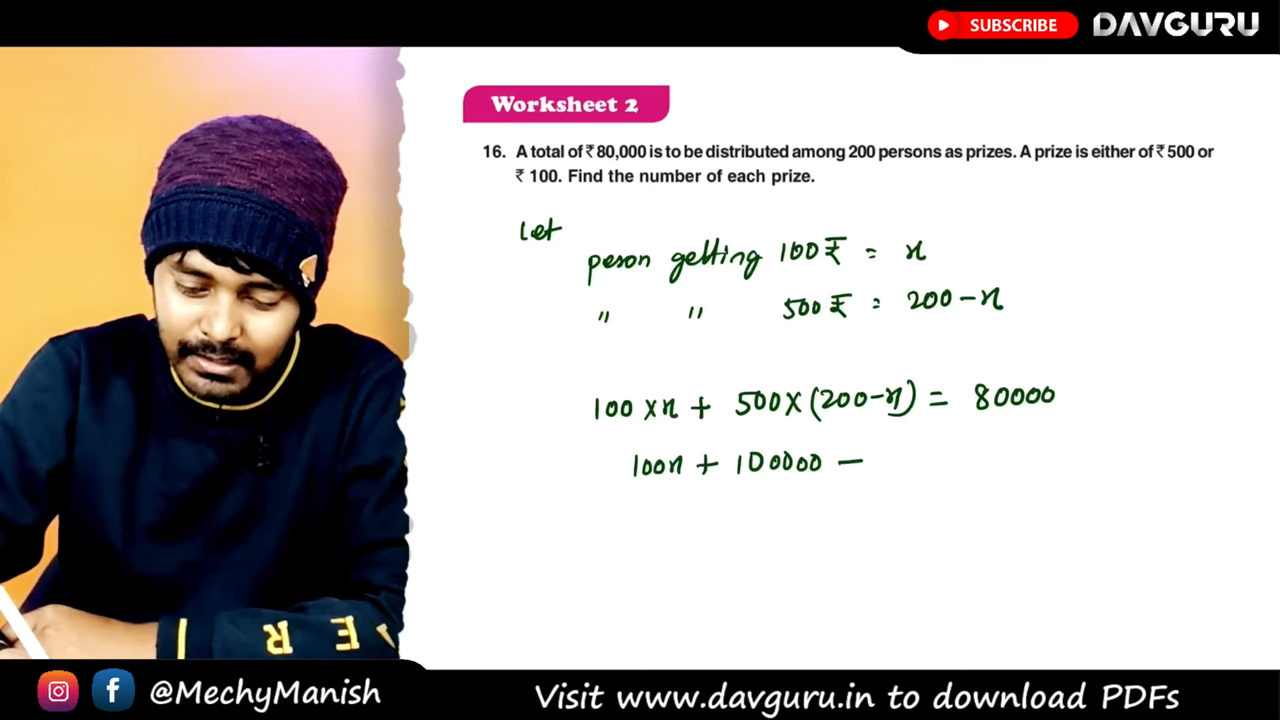 SUBSCRIBE DAVGURU
Worksheet 2
16. A total of ₹ 80,000 is to be distributed among 200 persons as prizes. A prize is either of ₹ 500 or
₹ 100. Find the number of each prize.
Let
peson getting 100 ₹ = x
" " 500 ₹ = 200 - x
100 × x + 500 × (200 - x) = 80000
100x + 100000 -
V E R
@MechyManish
Visit www.davguru.in to download PDFs